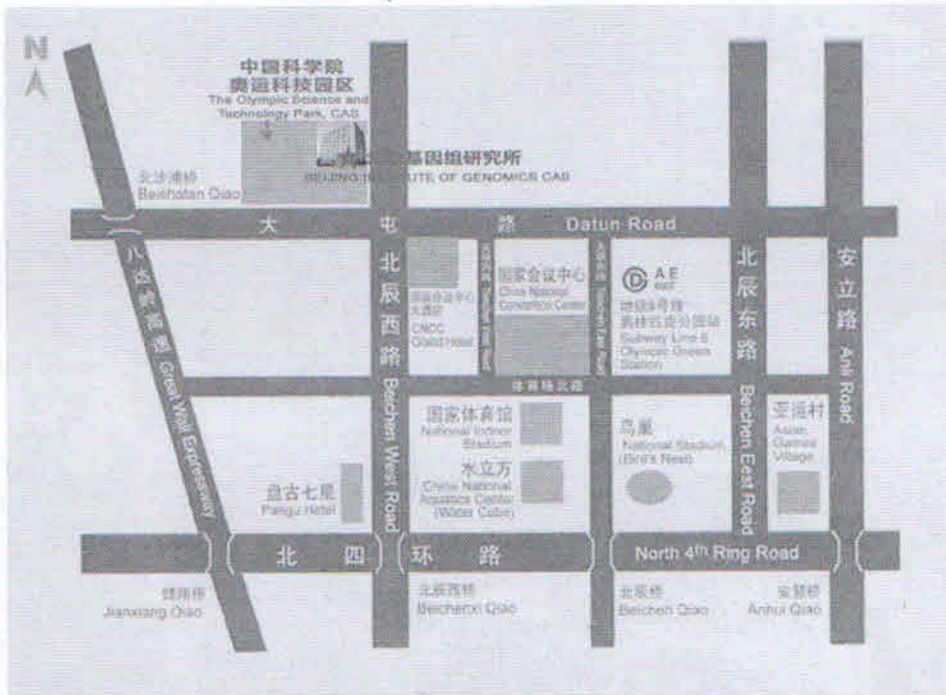 N
中国科学院
奥运科技园区
The Olympic Science and
Technology Park, CAS
基因组研究所
BEIJING INSTITUTE OF GENOMICS CAS
北沙滩桥
Beishatan Qiao
大屯路 Datun Road
八达岭高速 Great Wall Expressway
北辰西路 Beichen West Road
国家会议中心
大酒店
CNCC
Grand Hotel
国家会议中心
China National
Convention Center
A E
exit
地铁8号线
奥林匹克公园站
Subway Line 8
Olympic Green
Station
北辰东路 Beichen East Road
安立路 Anli Road
体育场北路
国家体育馆
National Indoor
Stadium
水立方
China National
Aquatics Center
(Water Cube)
鸟巢
National Stadium
(Bird's Nest)
亚运村
Asian
Games
Village
盘古七星
Pangu Hotel
北四环路 North 4th Ring Road
健翔桥
Jianxiang Qiao
北辰西桥
Beichenxi Qiao
北辰桥
Beichen Qiao
安慧桥
Anhui Qiao